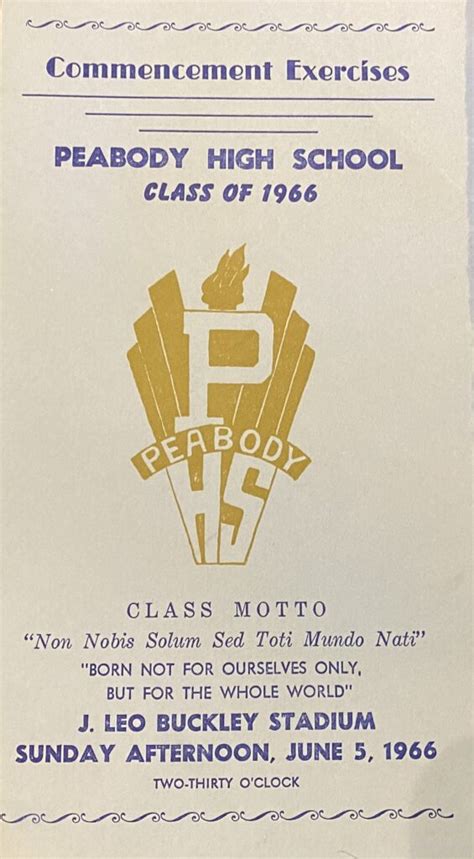 Commencement Exercises
PEABODY HIGH SCHOOL
CLASS OF 1966
P
PEABODY
HS
CLASS MOTTO
"Non Nobis Solum Sed Toti Mundo Nati"
"BORN NOT FOR OURSELVES ONLY,
BUT FOR THE WHOLE WORLD"
J. LEO BUCKLEY STADIUM
SUNDAY AFTERNOON, JUNE 5, 1966
TWO-THIRTY O'CLOCK